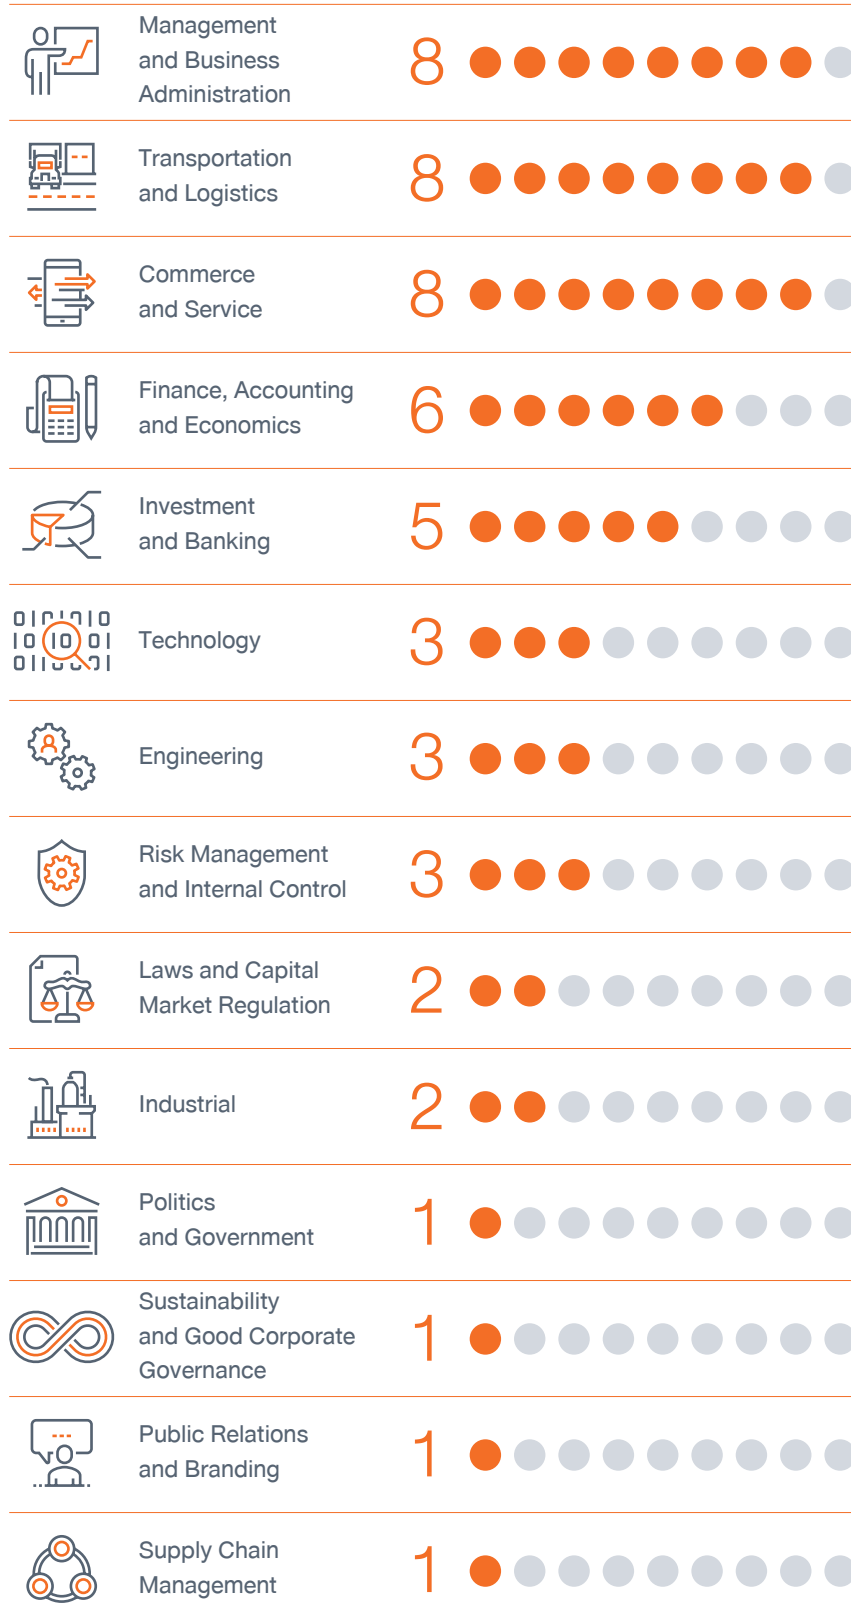 Management
and Business
Administration
8
Transportation
and Logistics
8
Commerce
and Service
8
Finance, Accounting
and Economics
6
Investment
and Banking
5
Technology
3
Engineering
3
Risk Management
and Internal Control
3
Laws and Capital
Market Regulation
2
Industrial
2
Politics
and Government
1
Sustainability
and Good Corporate
Governance
1
Public Relations
and Branding
1
Supply Chain
Management
1